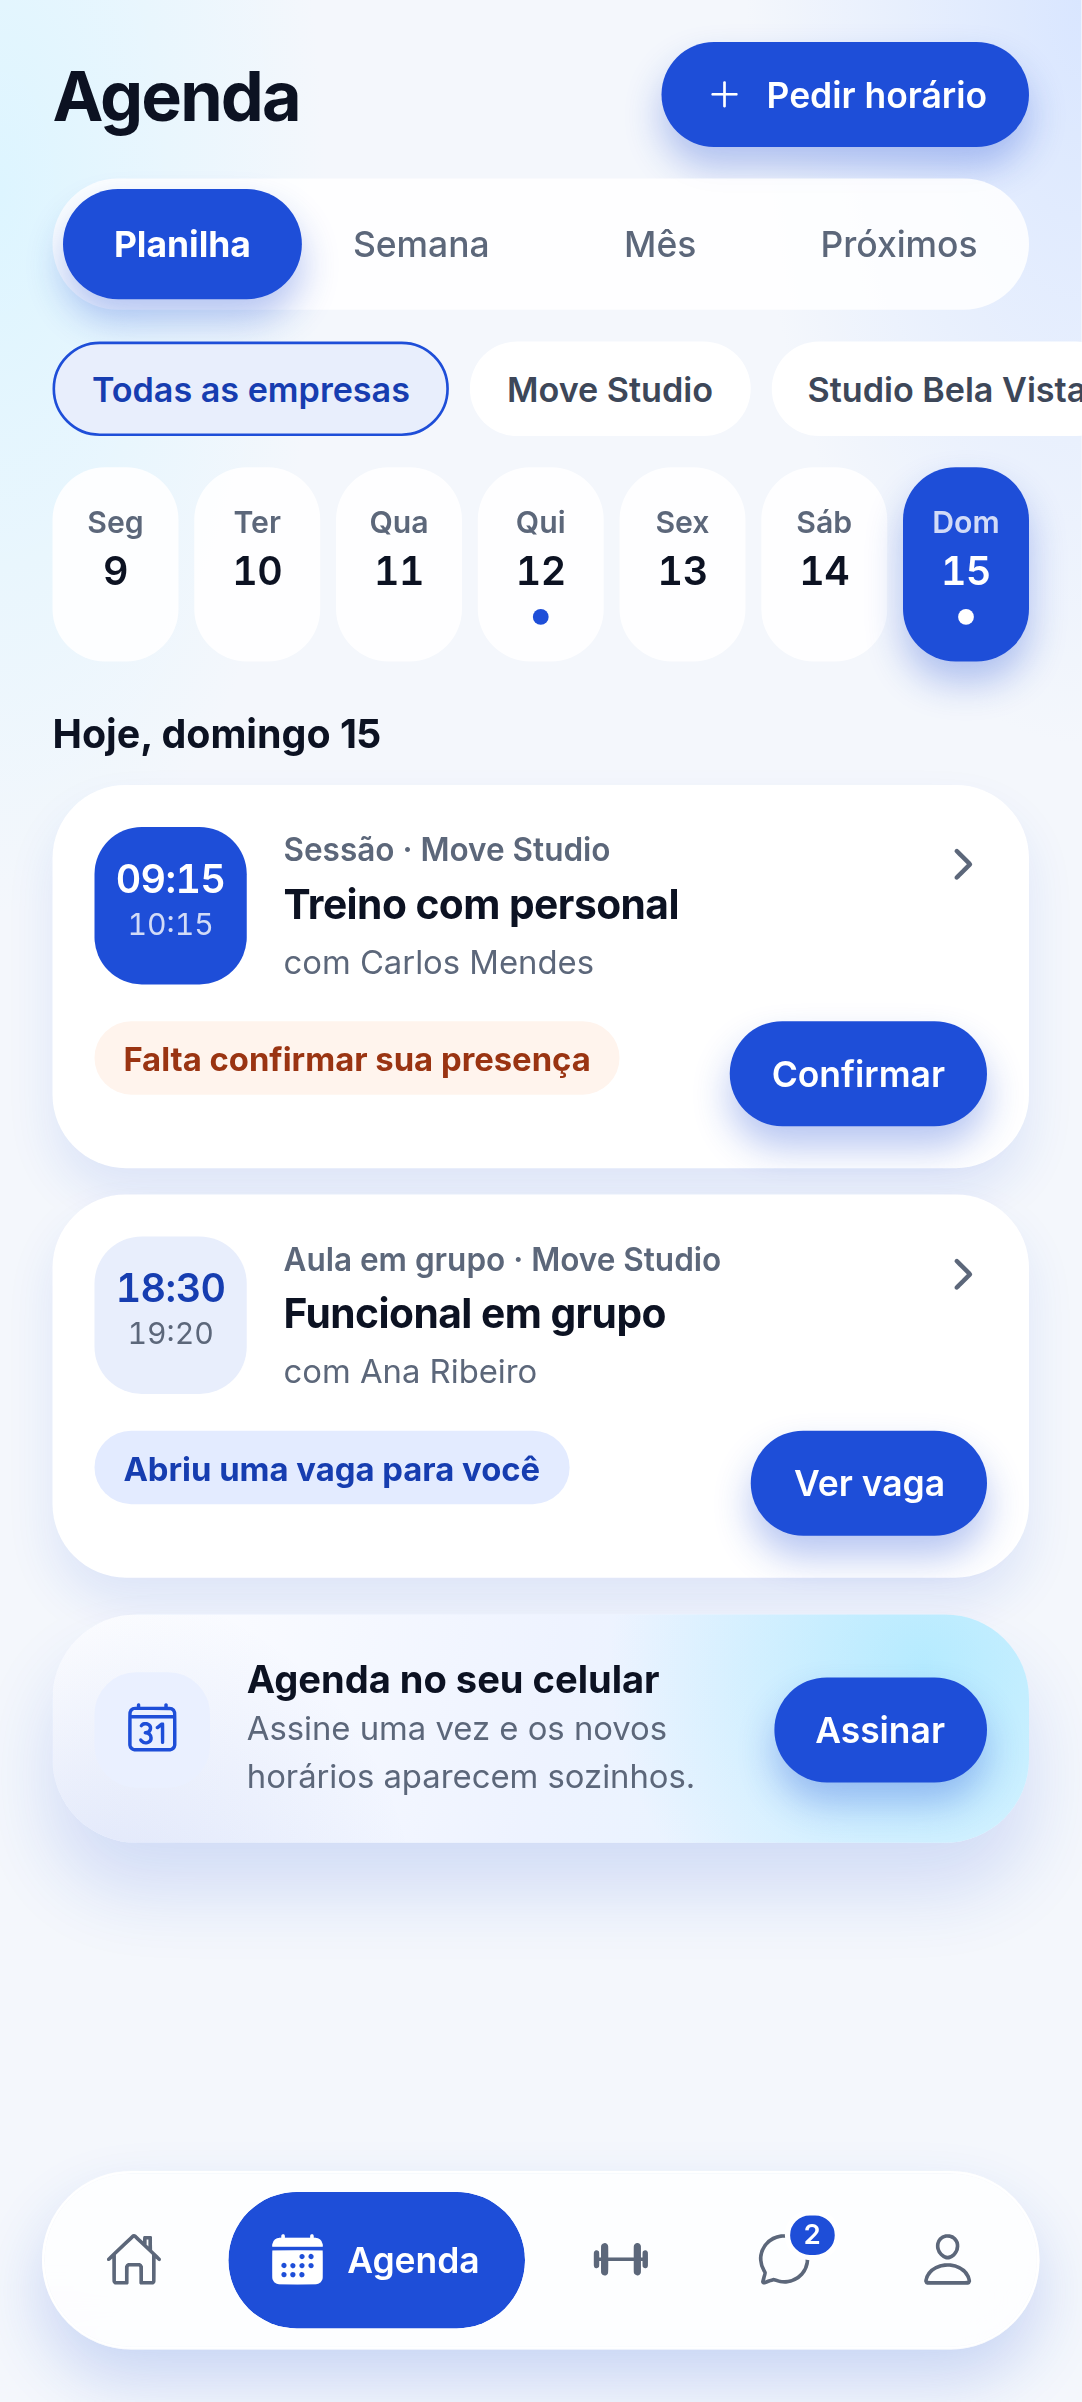 Agenda
Pedir horário
Planilha
Semana
Mês
Próximos
Todas as empresas
Move Studio
Studio Bela Vista
Seg
9
Ter
10
Qua
11
Qui
12
Sex
13
Sáb
14
Dom
15
Hoje, domingo 15
09:15
10:15
Sessão · Move Studio
Treino com personal
com Carlos Mendes
Falta confirmar sua presença
Confirmar
18:30
19:20
Aula em grupo · Move Studio
Funcional em grupo
com Ana Ribeiro
Abriu uma vaga para você
Ver vaga
31
Agenda no seu celular
Assine uma vez e os novos
horários aparecem sozinhos.
Assinar
Agenda
2